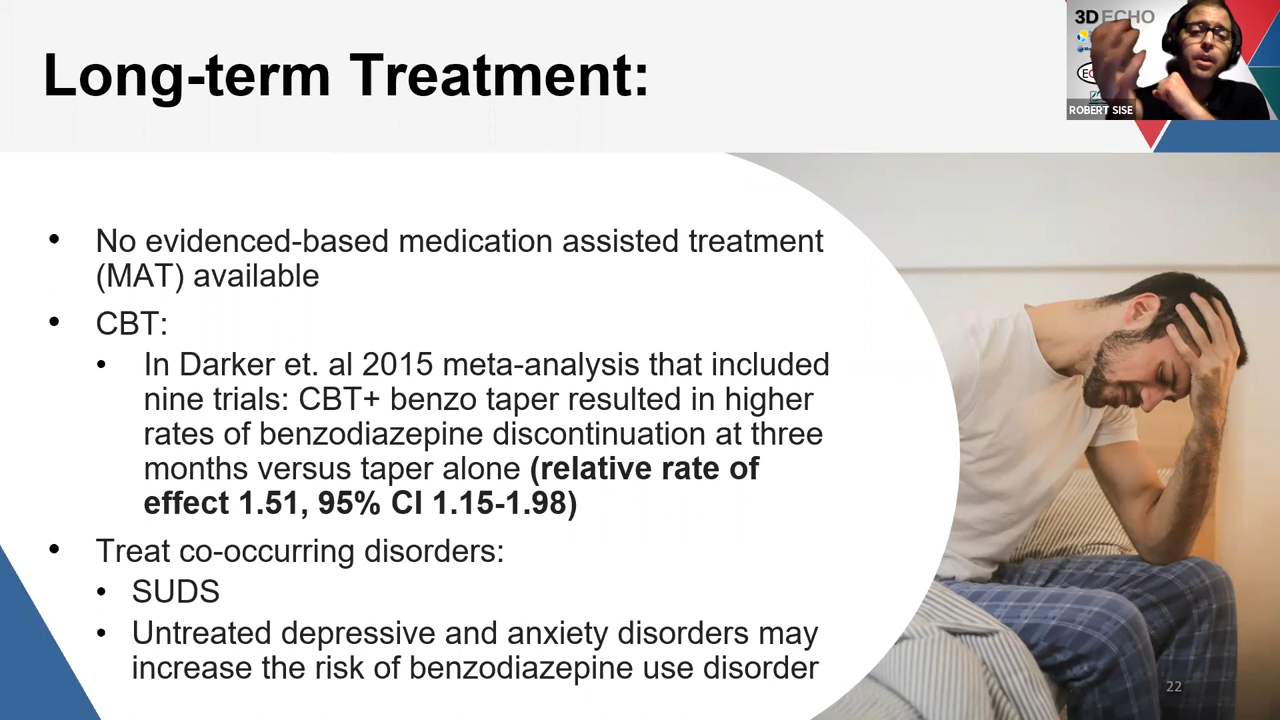 Long-term Treatment:
3D ECHO
ROBERT SISE
• No evidenced-based medication assisted treatment
(MAT) available
• CBT:
• In Darker et. al 2015 meta-analysis that included
nine trials: CBT+ benzo taper resulted in higher
rates of benzodiazepine discontinuation at three
months versus taper alone (relative rate of
effect 1.51, 95% CI 1.15-1.98)
• Treat co-occurring disorders:
• SUDS
• Untreated depressive and anxiety disorders may
increase the risk of benzodiazepine use disorder
22